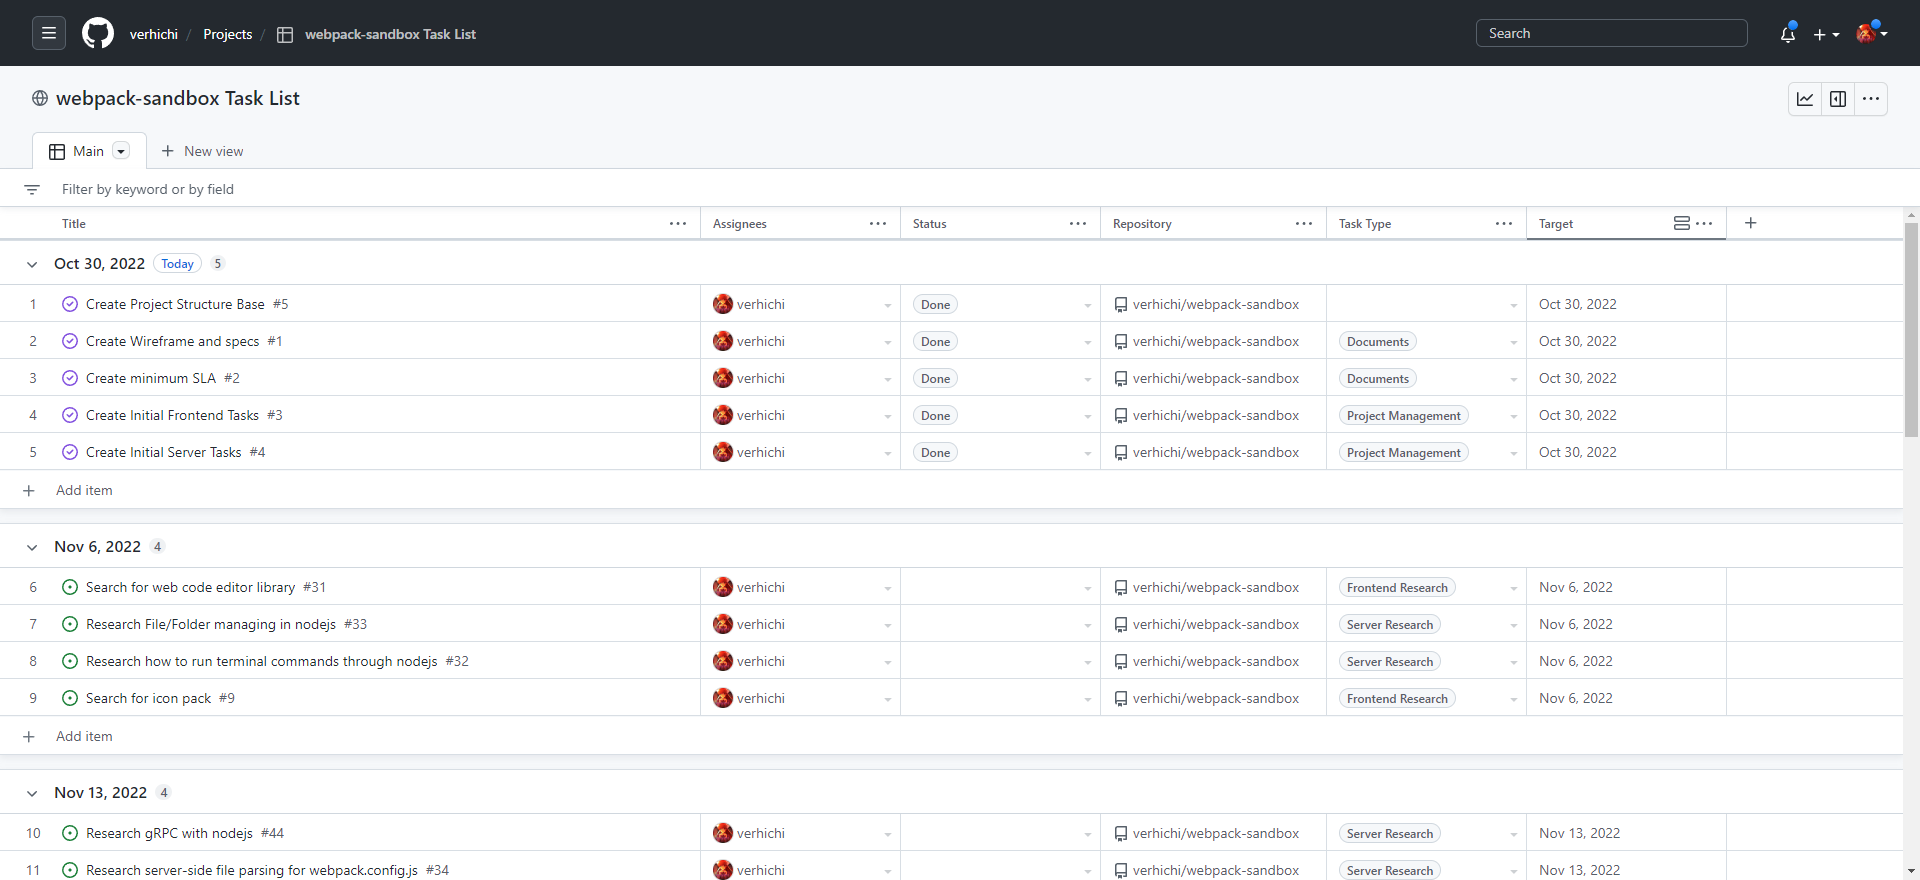 verhichi / Projects / webpack-sandbox Task List Search
webpack-sandbox Task List
Main New view
Filter by keyword or by field
Title Assignees Status Repository Task Type Target
Oct 30, 2022 Today 5
1 Create Project Structure Base #5 verhichi Done verhichi/webpack-sandbox Oct 30, 2022
2 Create Wireframe and specs #1 verhichi Done verhichi/webpack-sandbox Documents Oct 30, 2022
3 Create minimum SLA #2 verhichi Done verhichi/webpack-sandbox Documents Oct 30, 2022
4 Create Initial Frontend Tasks #3 verhichi Done verhichi/webpack-sandbox Project Management Oct 30, 2022
5 Create Initial Server Tasks #4 verhichi Done verhichi/webpack-sandbox Project Management Oct 30, 2022
Add item
Nov 6, 2022 4
6 Search for web code editor library #31 verhichi verhichi/webpack-sandbox Frontend Research Nov 6, 2022
7 Research File/Folder managing in nodejs #33 verhichi verhichi/webpack-sandbox Server Research Nov 6, 2022
8 Research how to run terminal commands through nodejs #32 verhichi verhichi/webpack-sandbox Server Research Nov 6, 2022
9 Search for icon pack #9 verhichi verhichi/webpack-sandbox Frontend Research Nov 6, 2022
Add item
Nov 13, 2022 4
10 Research gRPC with nodejs #44 verhichi verhichi/webpack-sandbox Server Research Nov 13, 2022
11 Research server-side file parsing for webpack.config.js #34 verhichi verhichi/webpack-sandbox Server Research Nov 13, 2022